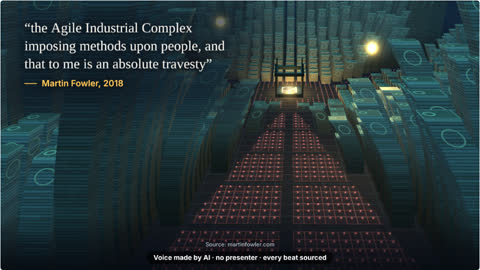 “the Agile Industrial Complex
imposing methods upon people, and
that to me is an absolute travesty”
— Martin Fowler, 2018
Source: martinfowler.com
Voice made by AI · no presenter · every beat sourced